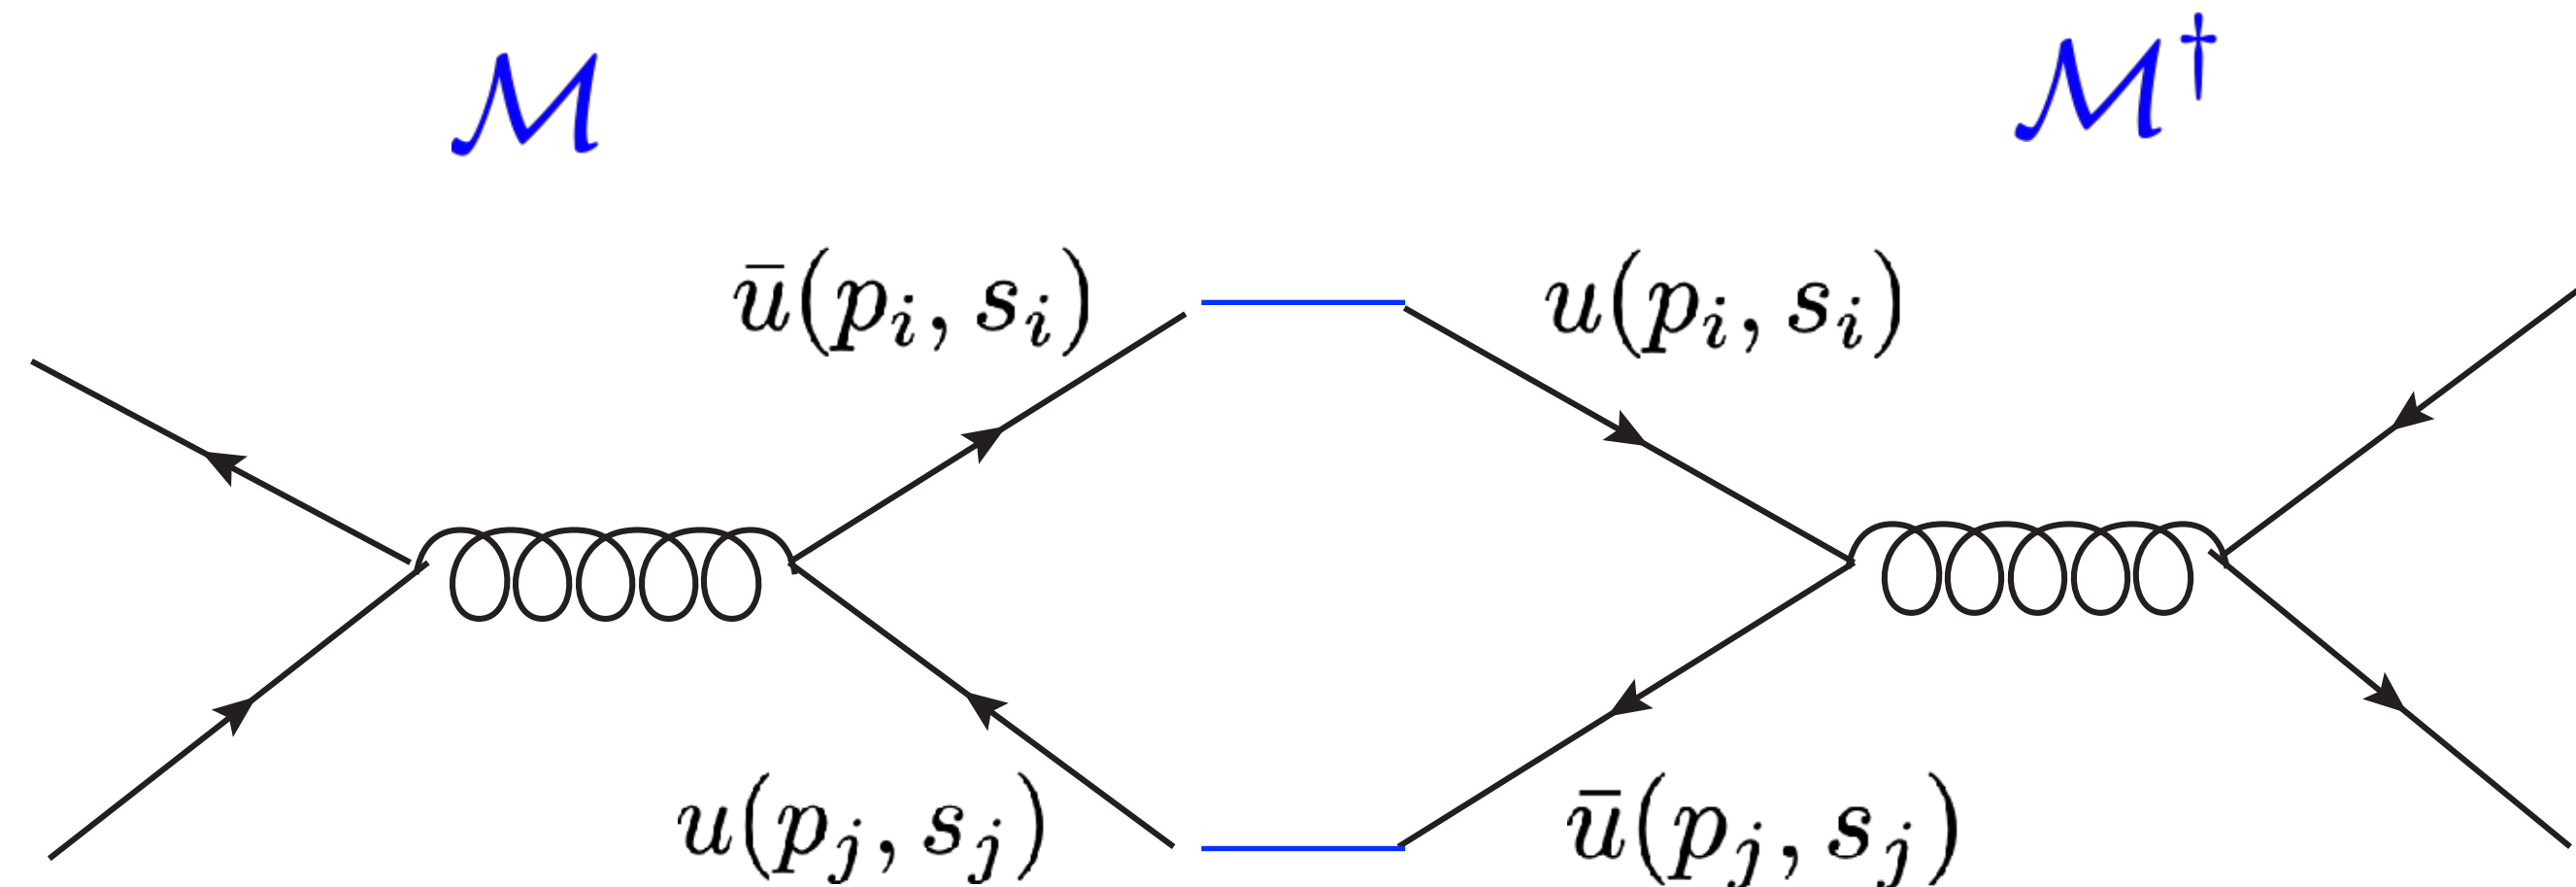 ℳ ℳ†
ū(pᵢ, sᵢ) u(pᵢ, sᵢ)
u(pⱼ, sⱼ) ū(pⱼ, sⱼ)